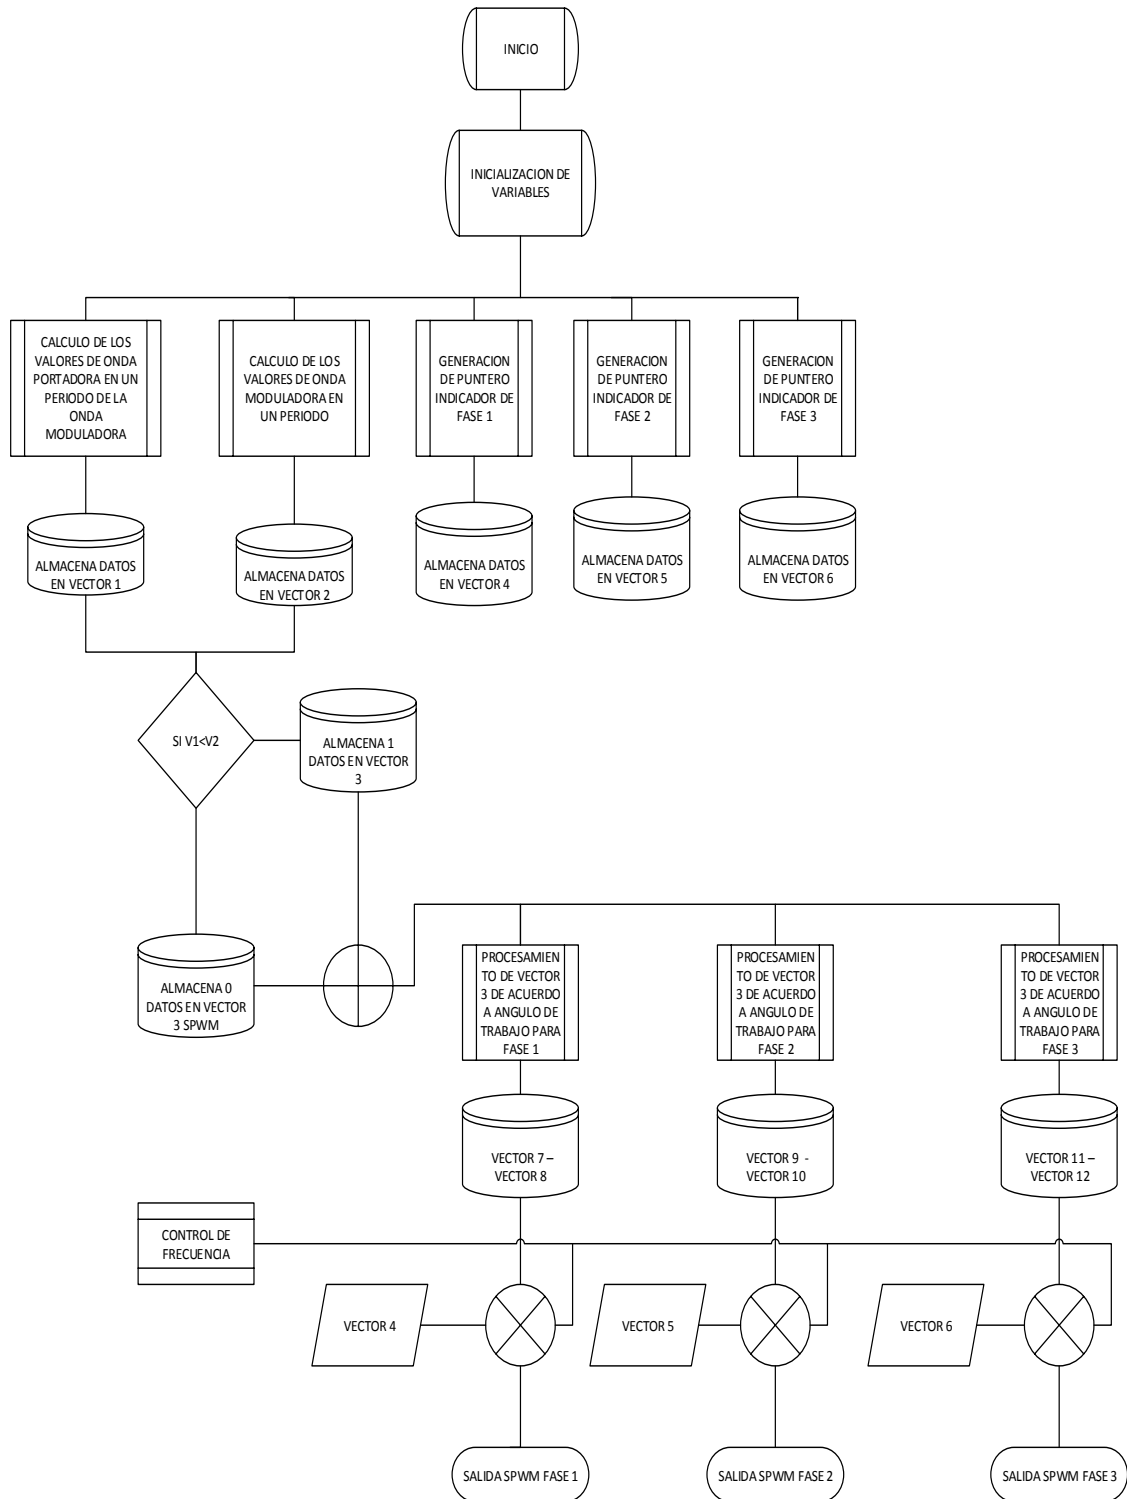 INICIO
INICIALIZACION DE
VARIABLES
CALCULO DE LOS
VALORES DE ONDA
PORTADORA EN UN
PERIODO DE LA
ONDA
MODULADORA
CALCULO DE LOS
VALORES DE ONDA
MODULADORA EN
UN PERIODO
GENERACION
DE PUNTERO
INDICADOR DE
FASE 1
GENERACION
DE PUNTERO
INDICADOR DE
FASE 2
GENERACION
DE PUNTERO
INDICADOR DE
FASE 3
ALMACENA DATOS
EN VECTOR 1
ALMACENA DATOS
EN VECTOR 2
ALMACENA DATOS
EN VECTOR 4
ALMACENA DATOS
EN VECTOR 5
ALMACENA DATOS
EN VECTOR 6
SI V1<V2
ALMACENA 1
DATOS EN VECTOR
3
ALMACENA 0
DATOS EN VECTOR
3 SPWM
PROCESAMIEN
TO DE VECTOR
3 DE ACUERDO
A ANGULO DE
TRABAJO PARA
FASE 1
PROCESAMIEN
TO DE VECTOR
3 DE ACUERDO
A ANGULO DE
TRABAJO PARA
FASE 2
PROCESAMIEN
TO DE VECTOR
3 DE ACUERDO
A ANGULO DE
TRABAJO PARA
FASE 3
VECTOR 7 –
VECTOR 8
VECTOR 9 -
VECTOR 10
VECTOR 11 –
VECTOR 12
CONTROL DE
FRECUENCIA
VECTOR 4
VECTOR 5
VECTOR 6
SALIDA SPWM FASE 1
SALIDA SPWM FASE 2
SALIDA SPWM FASE 3